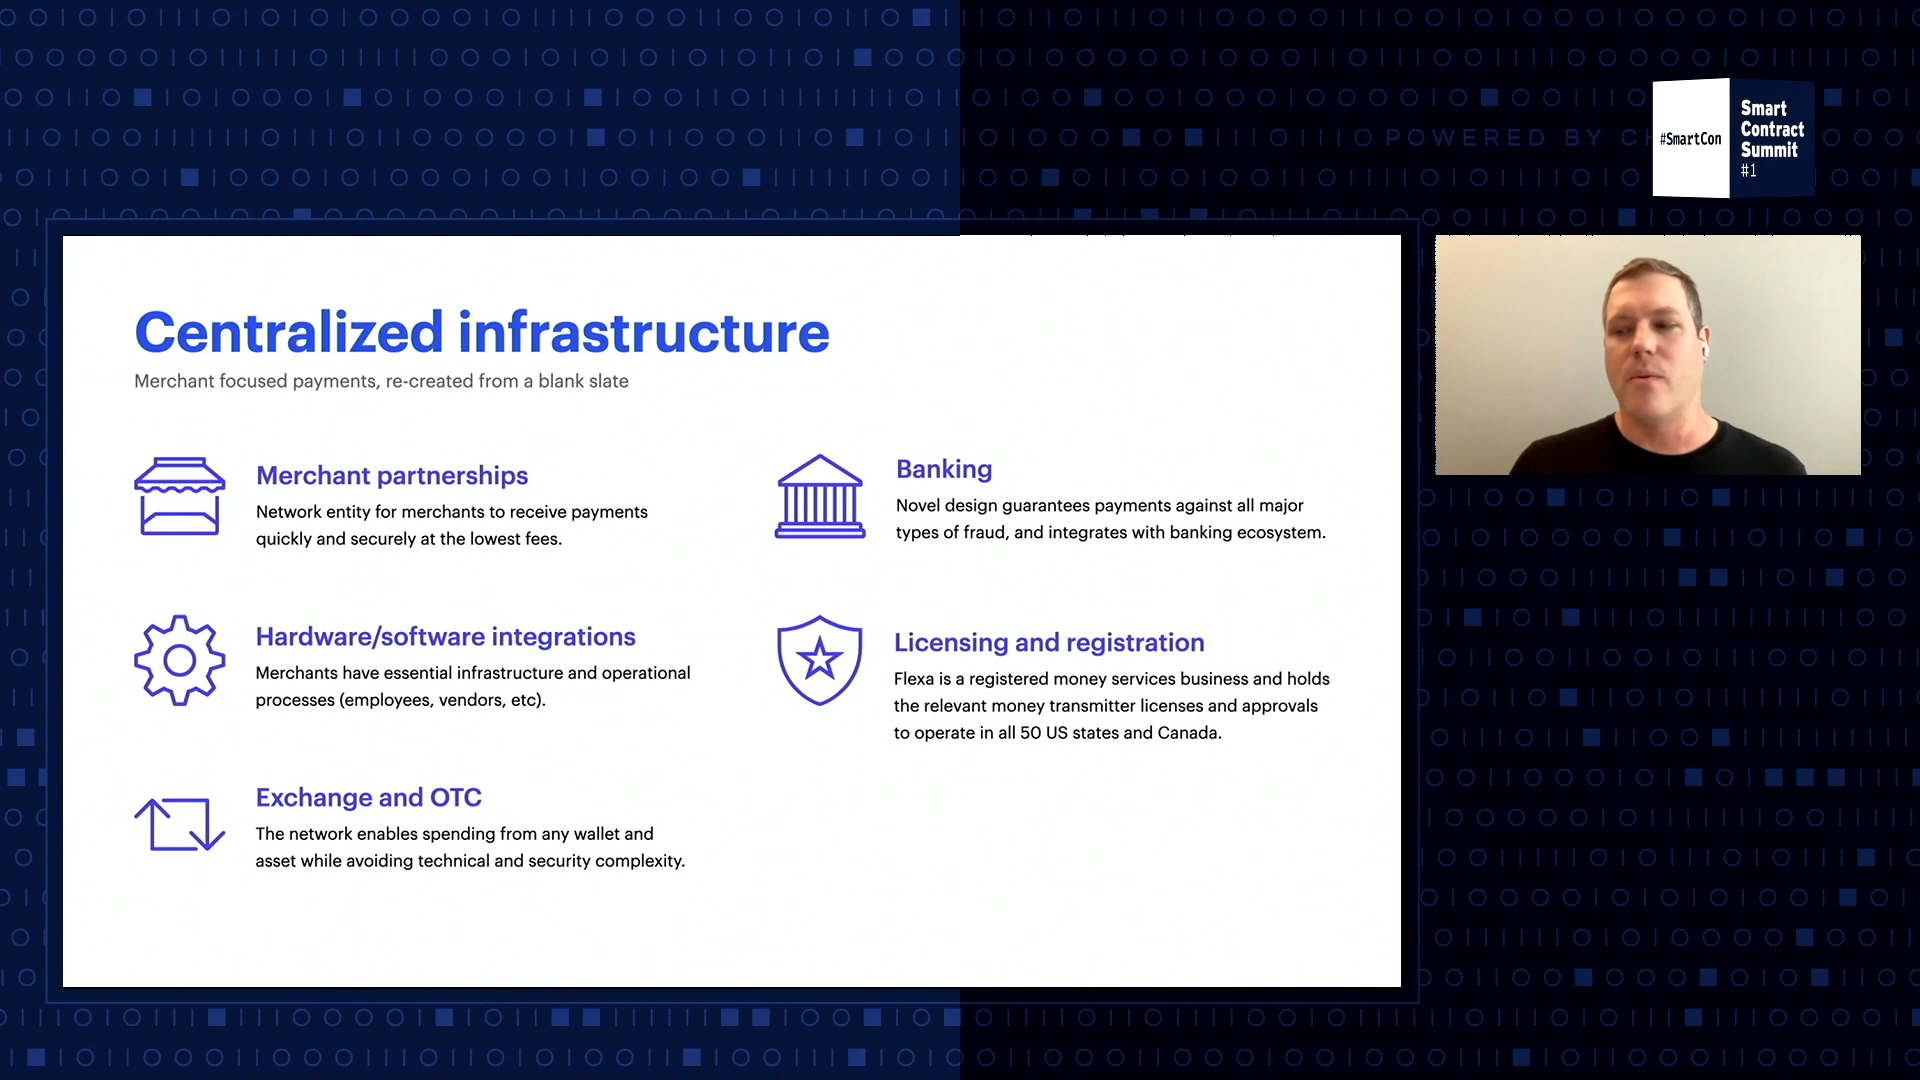 POWERED BY CH
#SmartCon
Smart
Contract
Summit
#1
Centralized infrastructure
Merchant focused payments, re-created from a blank slate
Merchant partnerships
Network entity for merchants to receive payments
quickly and securely at the lowest fees.
Hardware/software integrations
Merchants have essential infrastructure and operational
processes (employees, vendors, etc).
Exchange and OTC
The network enables spending from any wallet and
asset while avoiding technical and security complexity.
Banking
Novel design guarantees payments against all major
types of fraud, and integrates with banking ecosystem.
Licensing and registration
Flexa is a registered money services business and holds
the relevant money transmitter licenses and approvals
to operate in all 50 US states and Canada.